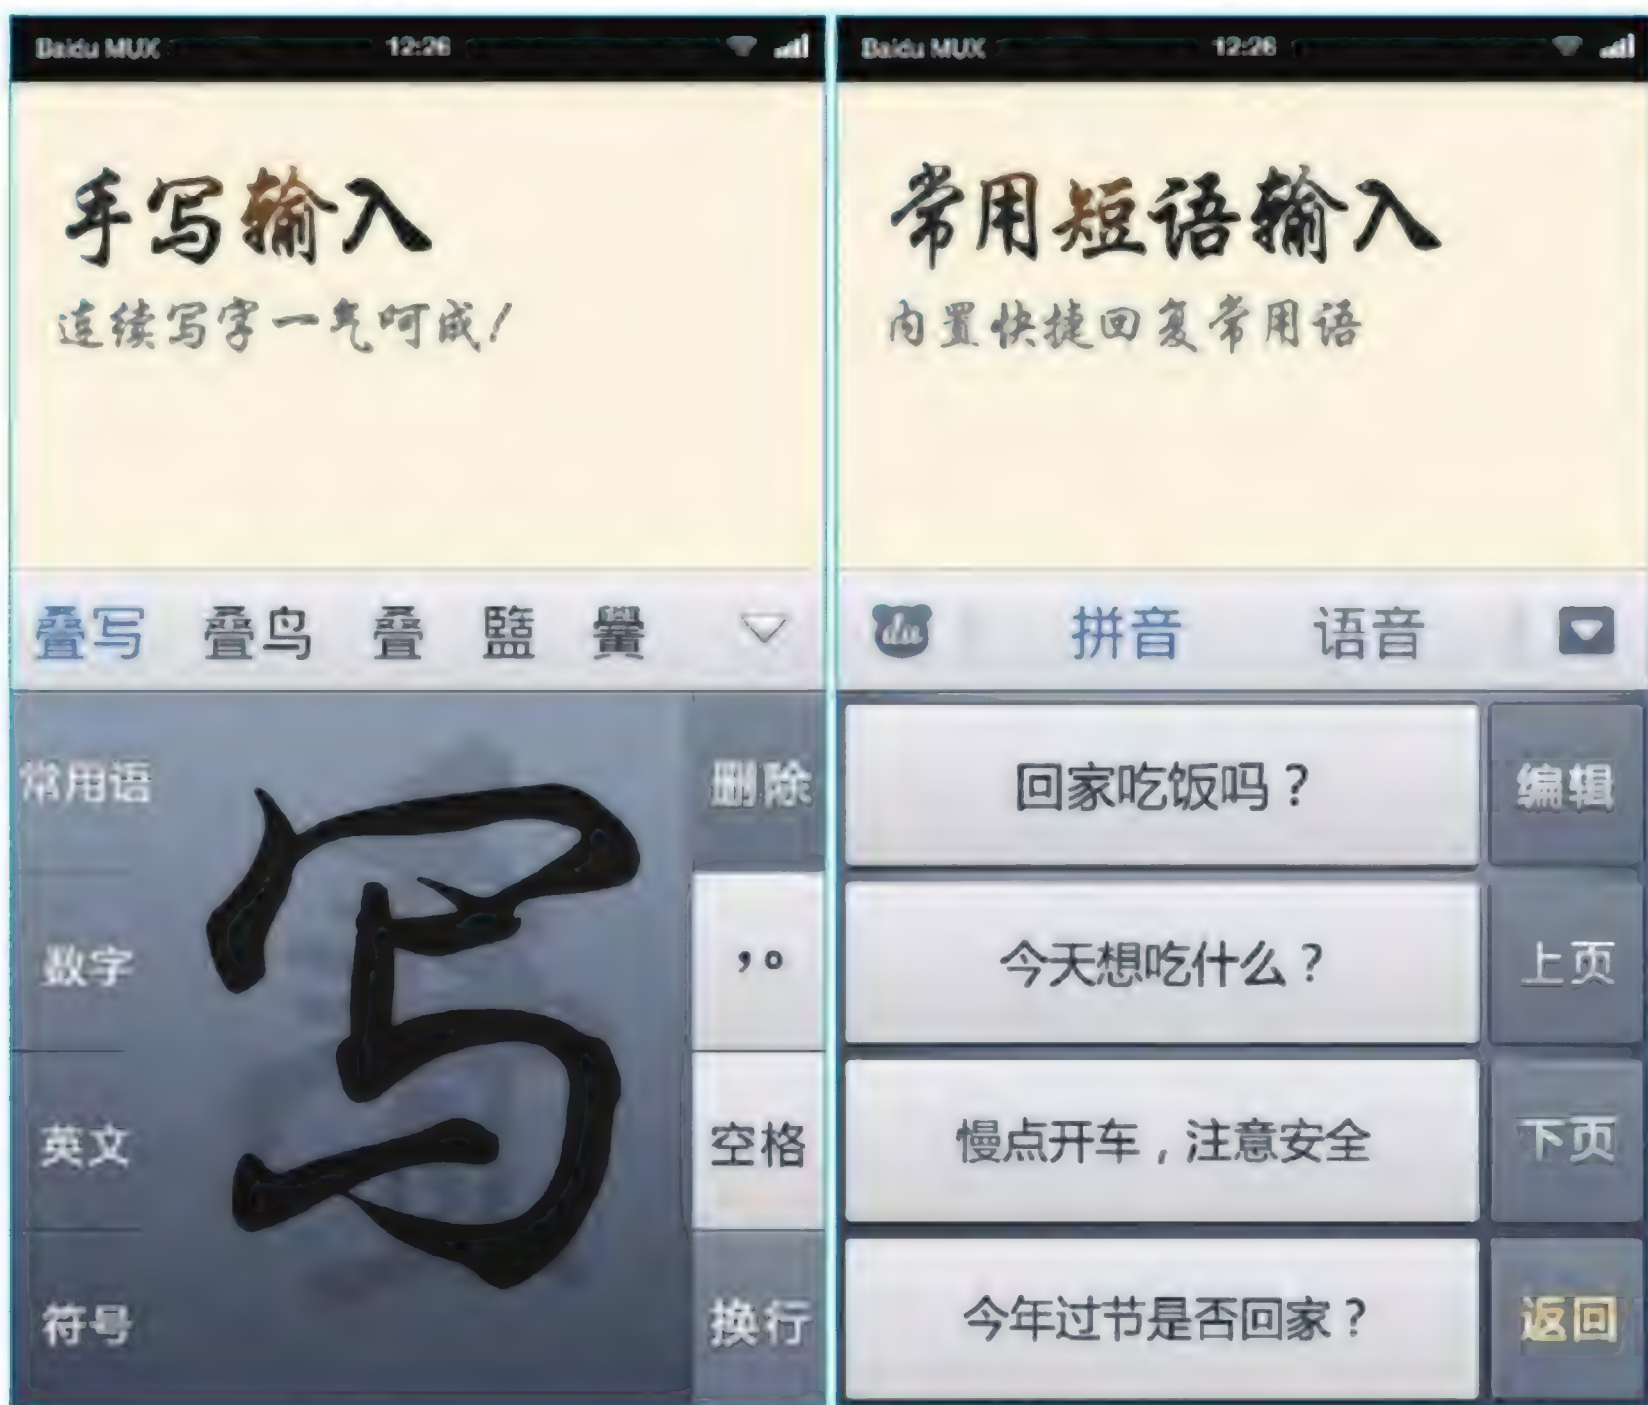 Baidu MUX 12:26
手写输入
连续写字一气呵成!
叠写 叠鸟 叠
常用语
数字
英文
符号
写
删除
,。
空格
换行
Baidu MUX 12:26
常用短语输入
内置快捷回复常用语
du 拼音 语音
回家吃饭吗?
编辑
今天想吃什么?
上页
慢点开车,注意安全
下页
今年过节是否回家?
返回